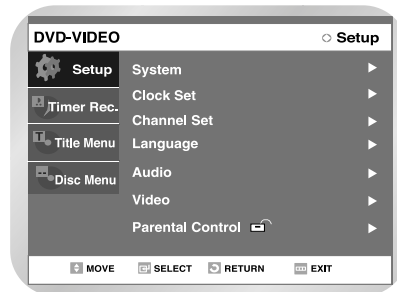 DVD-VIDEO
Setup
Setup
Timer Rec.
Title Menu
Disc Menu
System
Clock Set
Channel Set
Language
Audio
Video
Parental Control
MOVE SELECT RETURN EXIT